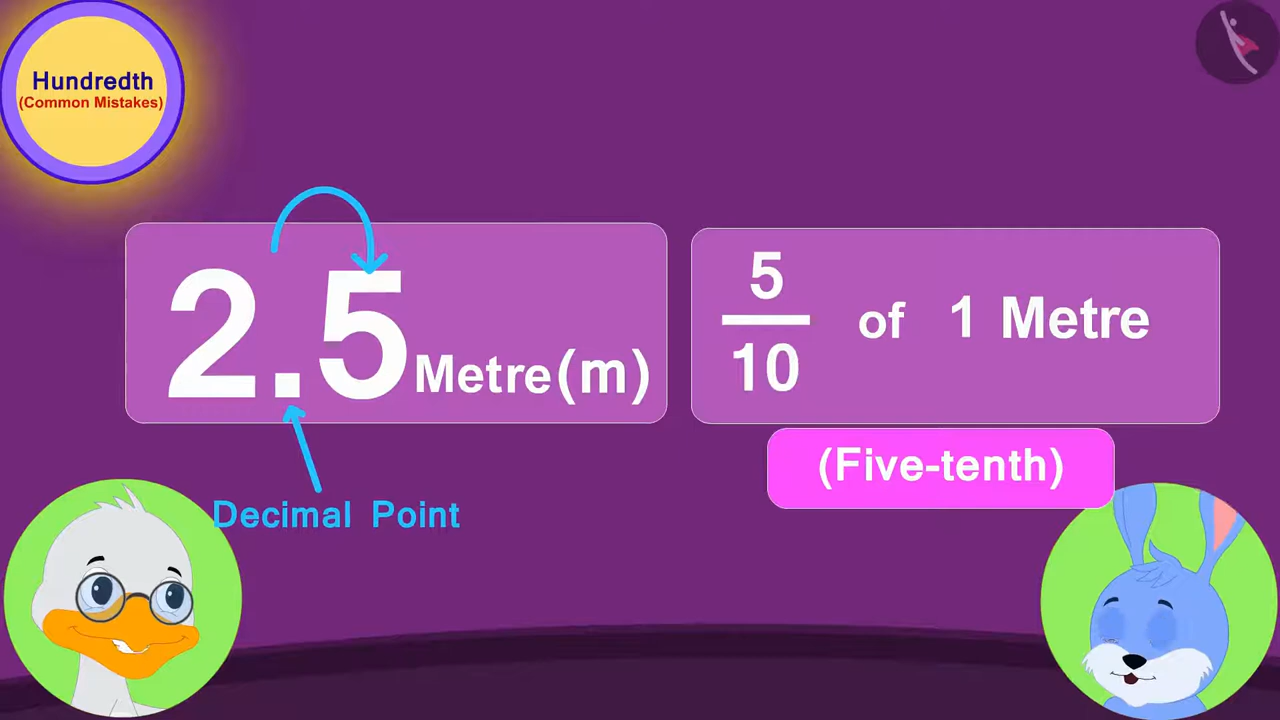 Hundredth
(Common Mistakes)
2.5 Metre(m)
5
10
of 1 Metre
(Five-tenth)
Decimal Point